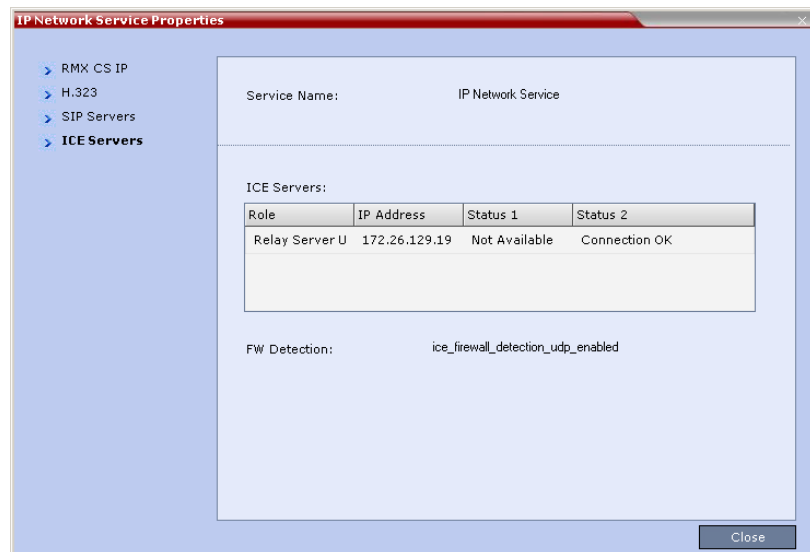 IP Network Service Properties
RMX CS IP
H.323
SIP Servers
ICE Servers
Service Name: IP Network Service
ICE Servers:
Role IP Address Status 1 Status 2
Relay Server U 172.26.129.19 Not Available Connection OK
FW Detection: ice_firewall_detection_udp_enabled
Close